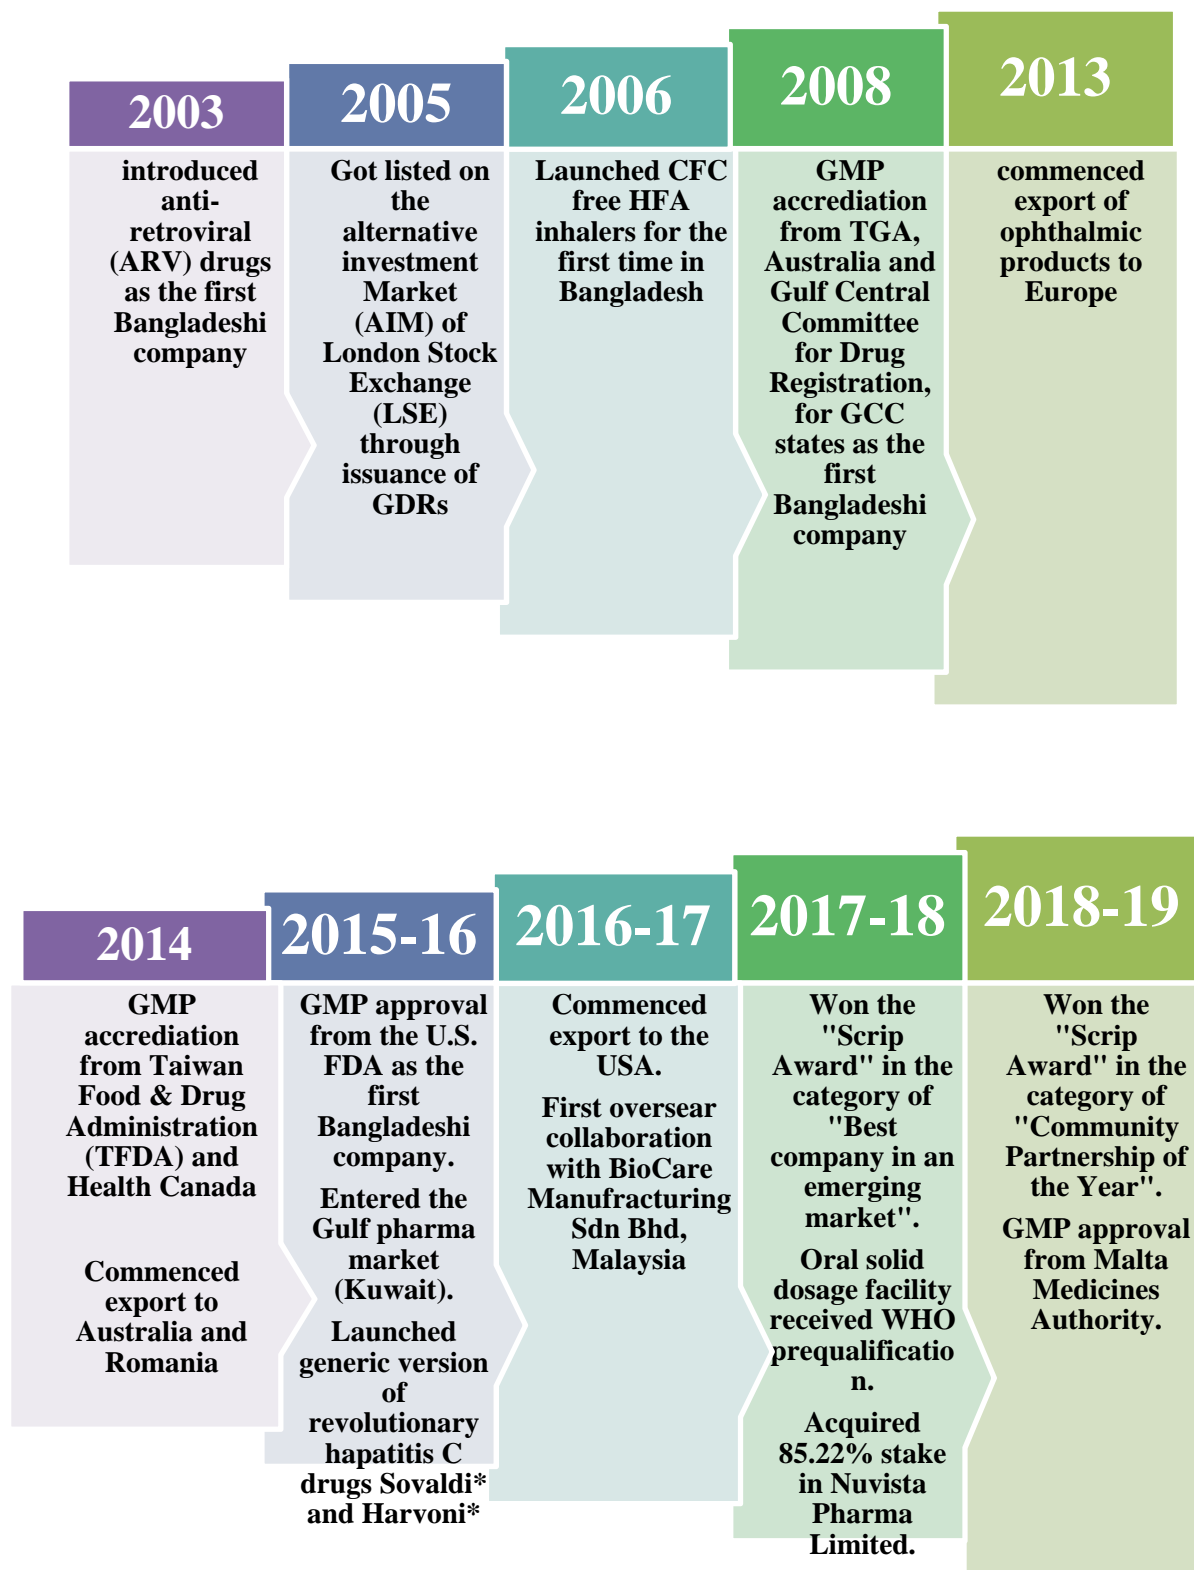 2003
introduced
anti-
retroviral
(ARV) drugs
as the first
Bangladeshi
company
2005
Got listed on
the
alternative
investment
Market
(AIM) of
London Stock
Exchange
(LSE)
through
issuance of
GDRs
2006
Launched CFC
free HFA
inhalers for the
first time in
Bangladesh
2008
GMP
accrediation
from TGA,
Australia and
Gulf Central
Committee
for Drug
Registration,
for GCC
states as the
first
Bangladeshi
company
2013
commenced
export of
ophthalmic
products to
Europe
2014
GMP
accrediation
from Taiwan
Food & Drug
Administration
(TFDA) and
Health Canada
Commenced
export to
Australia and
Romania
2015-16
GMP approval
from the U.S.
FDA as the
first
Bangladeshi
company.
Entered the
Gulf pharma
market
(Kuwait).
Launched
generic version
of
revolutionary
hapatitis C
drugs Sovaldi*
and Harvoni*
2016-17
Commenced
export to the
USA.
First oversear
collaboration
with BioCare
Manufracturing
Sdn Bhd,
Malaysia
2017-18
Won the
"Scrip
Award" in the
category of
"Best
company in an
emerging
market".
Oral solid
dosage facility
received WHO
prequalificatio
n.
Acquired
85.22% stake
in Nuvista
Pharma
Limited.
2018-19
Won the
"Scrip
Award" in the
category of
"Community
Partnership of
the Year".
GMP approval
from Malta
Medicines
Authority.